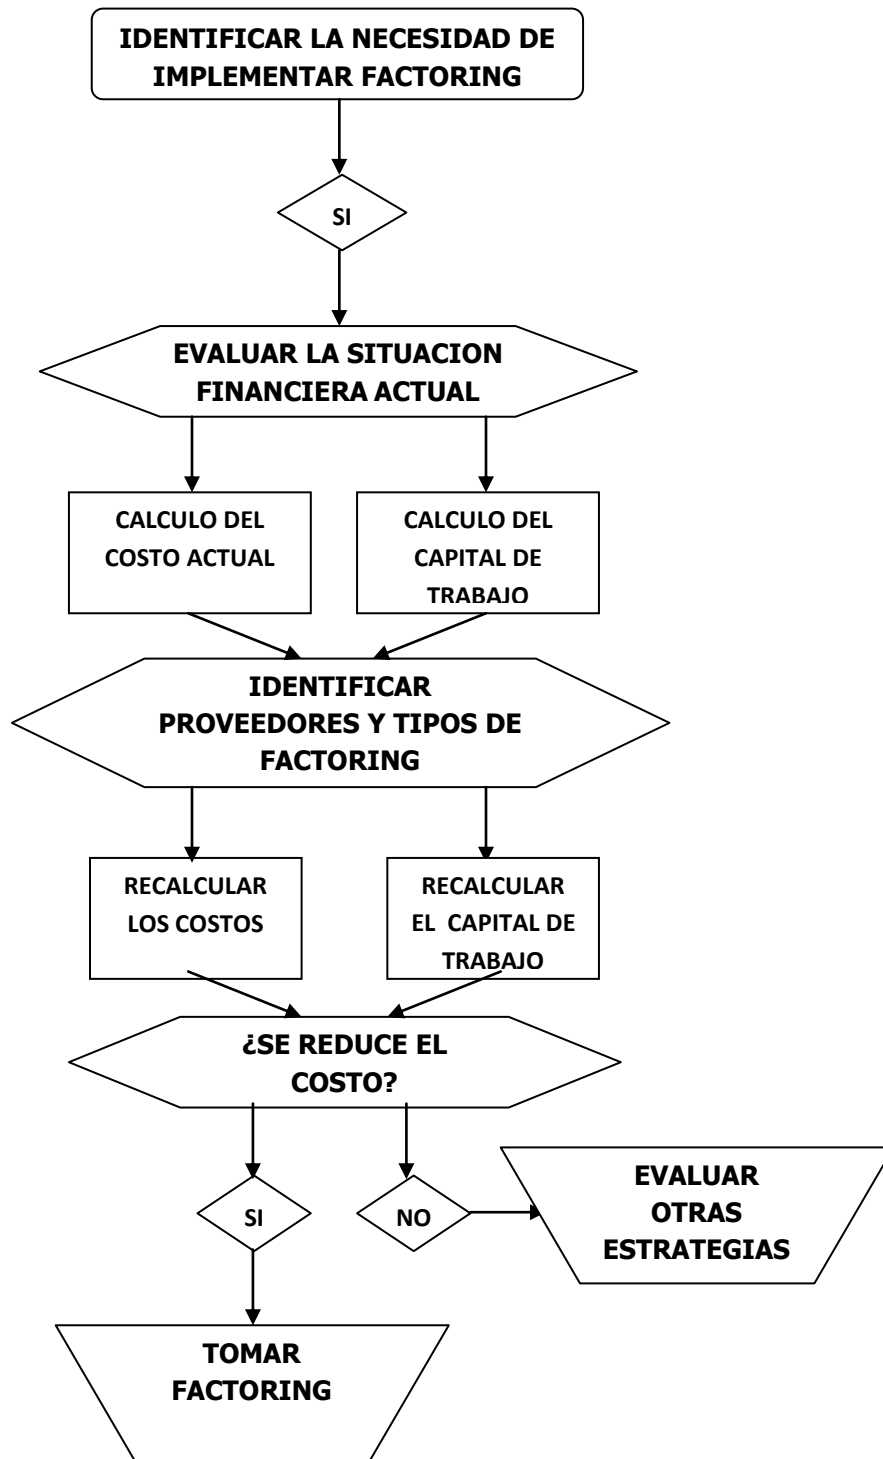 IDENTIFICAR LA NECESIDAD DE
IMPLEMENTAR FACTORING
SI
EVALUAR LA SITUACION
FINANCIERA ACTUAL
CALCULO DEL
COSTO ACTUAL
CALCULO DEL
CAPITAL DE
TRABAJO
IDENTIFICAR
PROVEEDORES Y TIPOS DE
FACTORING
RECALCULAR
LOS COSTOS
RECALCULAR
EL CAPITAL DE
TRABAJO
¿SE REDUCE EL
COSTO?
SI
NO
EVALUAR
OTRAS
ESTRATEGIAS
TOMAR
FACTORING